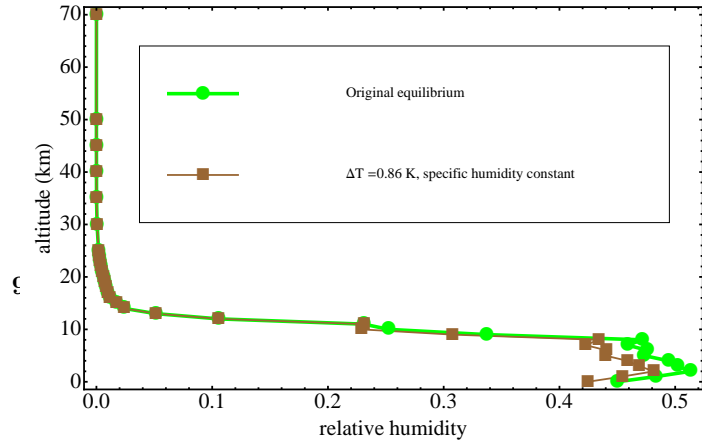 70
60
50
40
30
20
10
0
altitude (km)
Original equilibrium
ΔT =0.86 K, specific humidity constant
0.0 0.1 0.2 0.3 0.4 0.5
relative humidity